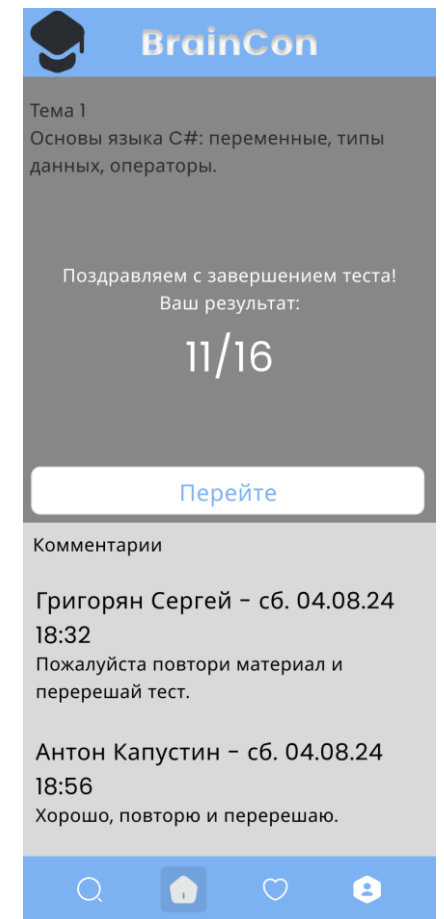 BrainCon
Тема 1
Основы языка C#: переменные, типы
данных, операторы.
Поздравляем с завершением теста!
Ваш результат:
11/16
Перейте
Комментарии
Григорян Сергей - сб. 04.08.24
18:32
Пожалуйста повтори материал и
перерешай тест.
Антон Капустин - сб. 04.08.24
18:56
Хорошо, повторю и перерешаю.